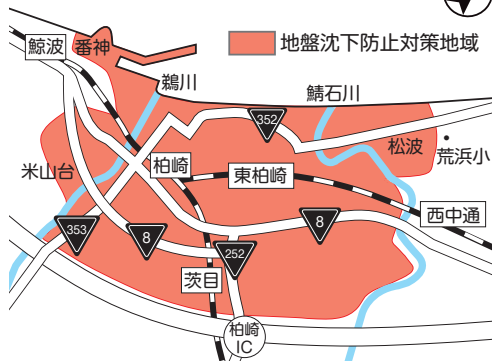 鯨波
番神
地盤沈下防止対策地域
鵜川
鯖石川
352
松波
荒浜小
米山台
柏崎
東柏崎
西中通
353
8
8
252
茨目
柏崎
IC